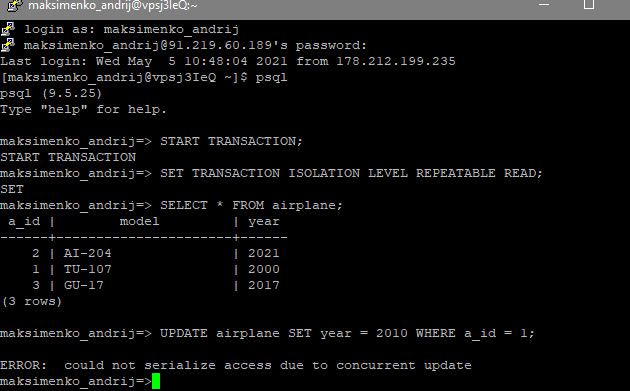 maksimenko_andrij@vpsj3IeQ:~
login as: maksimenko_andrij
maksimenko_andrij@91.219.60.189's password:
Last login: Wed May  5 10:48:04 2021 from 178.212.199.235
[maksimenko_andrij@vpsj3IeQ ~]$ psql
psql (9.5.25)
Type "help" for help.
maksimenko_andrij=> START TRANSACTION;
START TRANSACTION
maksimenko_andrij=> SET TRANSACTION ISOLATION LEVEL REPEATABLE READ;
SET
maksimenko_andrij=> SELECT * FROM airplane;
 a_id |        model         | year
------+----------------------+------
    2 | AI-204               | 2021
    1 | TU-107               | 2000
    3 | GU-17                | 2017
(3 rows)
maksimenko_andrij=> UPDATE airplane SET year = 2010 WHERE a_id = 1;
ERROR:  could not serialize access due to concurrent update
maksimenko_andrij=>